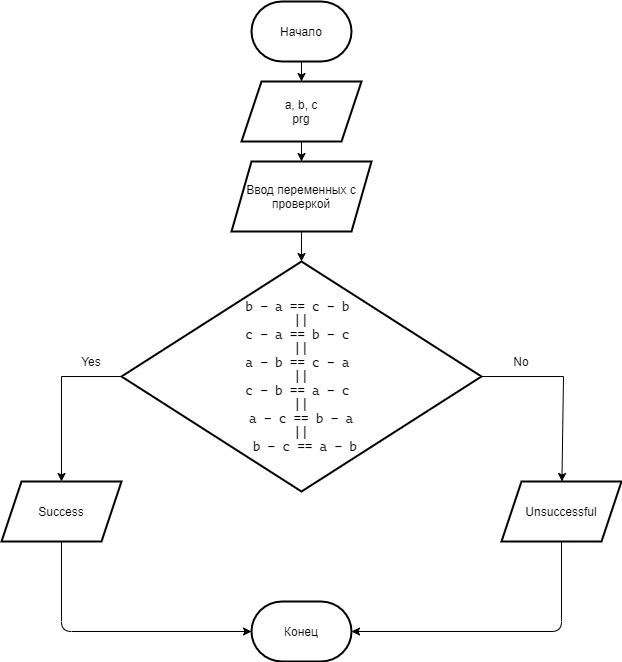 Начало
a, b, c
prg
Ввод переменных с
проверкой
b - a == c - b
||
c - a == b - c
||
a - b == c - a
||
c - b == a - c
||
a - c == b - a
||
b - c == a - b
Yes
No
Success
Unsuccessful
Конец